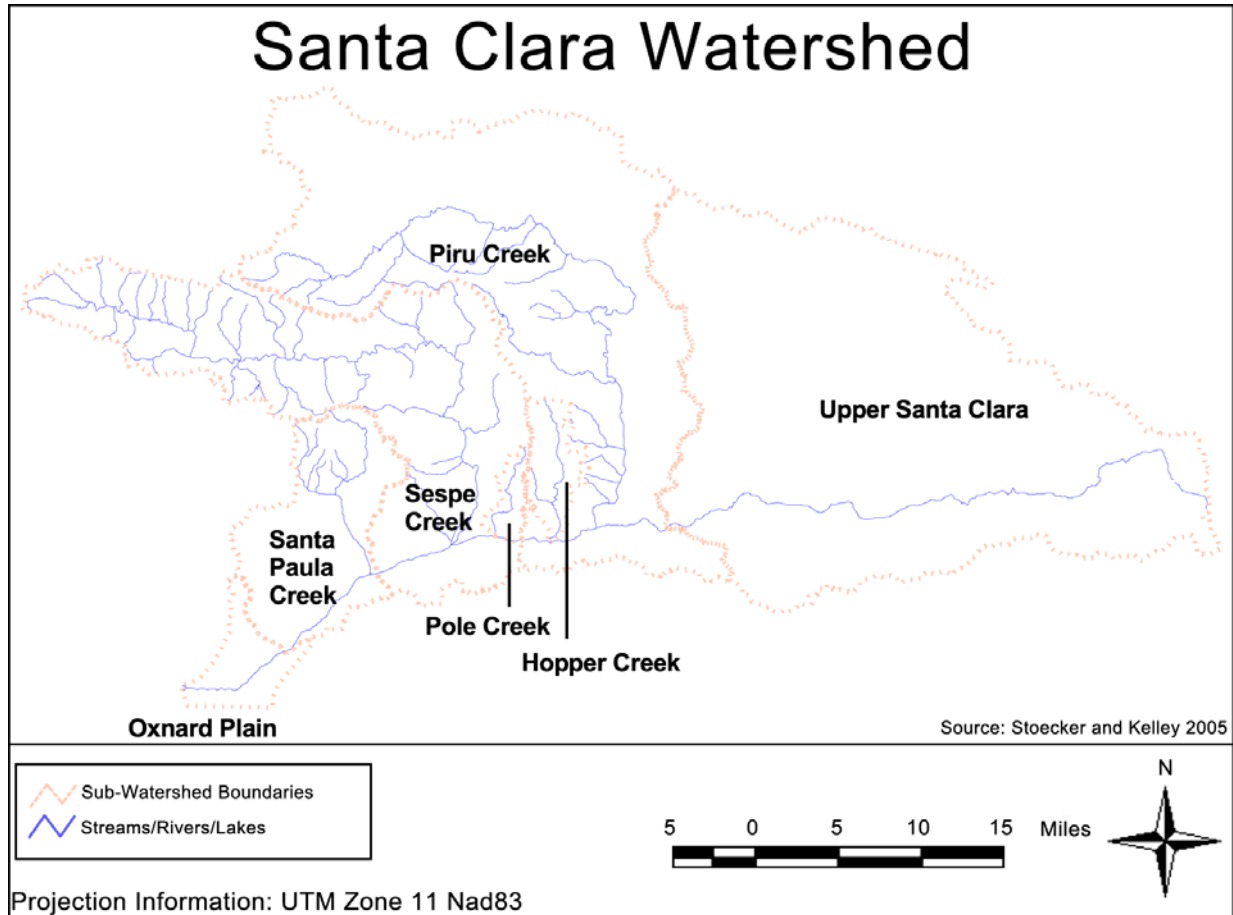 Santa Clara Watershed
Piru Creek
Upper Santa Clara
Sespe
Creek
Santa
Paula
Creek
Pole Creek
Hopper Creek
Oxnard Plain
Source: Stoecker and Kelley 2005
Sub-Watershed Boundaries
Streams/Rivers/Lakes
5 0 5 10 15 Miles
N
Projection Information: UTM Zone 11 Nad83